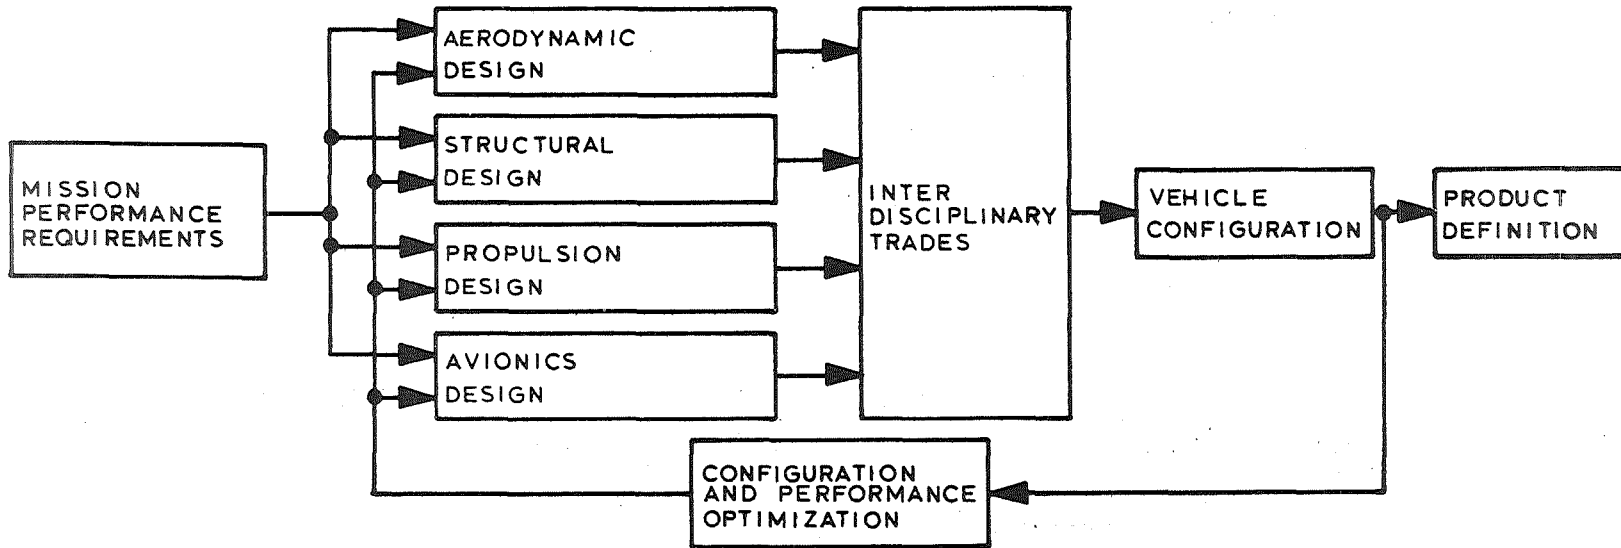 AERODYNAMIC
DESIGN
STRUCTURAL
DESIGN
MISSION
PERFORMANCE
REQUIREMENTS
PROPULSION
DESIGN
AVIONICS
DESIGN
INTER
DISCIPLINARY
TRADES
VEHICLE
CONFIGURATION
PRODUCT
DEFINITION
CONFIGURATION
AND PERFORMANCE
OPTIMIZATION